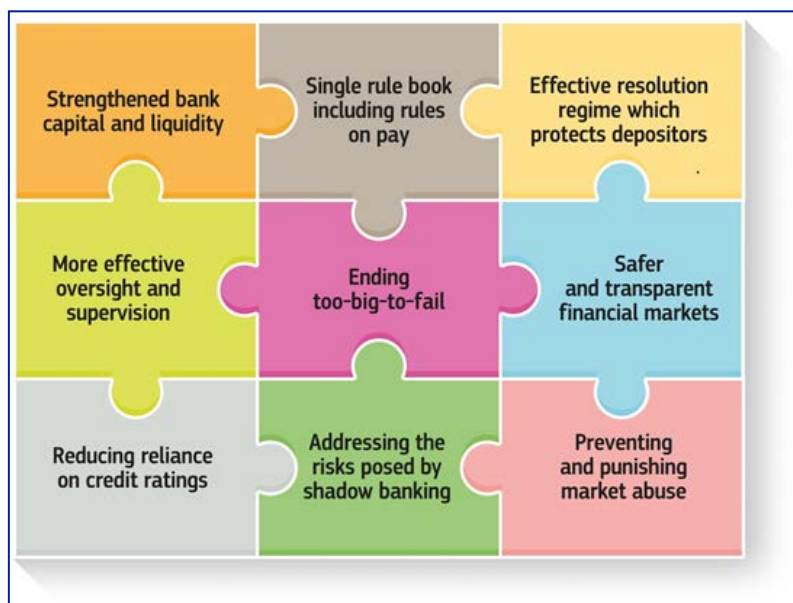 Strengthened bank
capital and liquidity
Single rule book
including rules
on pay
Effective resolution
regime which
protects depositors
More effective
oversight and
supervision
Ending
too-big-to-fail
Safer
and transparent
financial markets
Reducing reliance
on credit ratings
Addressing the
risks posed by
shadow banking
Preventing
and punishing
market abuse